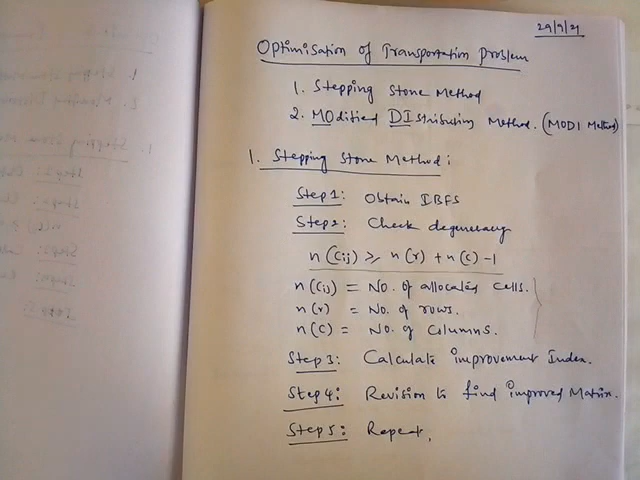 29/9/21
Optimisation of Transportation Problem
1. Stepping Stone Method
2. MOdified DIstributing Method. (MODI Method)
1. Stepping Stone Method:
Step 1: Obtain IBFS
Step 2: Check degeneracy
n(Cij) ≥ n(r) + n(c) - 1
n(Cij) = No. of allocated cells.
n(r) = No. of rows.
n(C) = No. of Columns.
Step 3: Calculate improvement Index.
Step 4: Revision to find improved Matrix.
Step 5: Repeat.